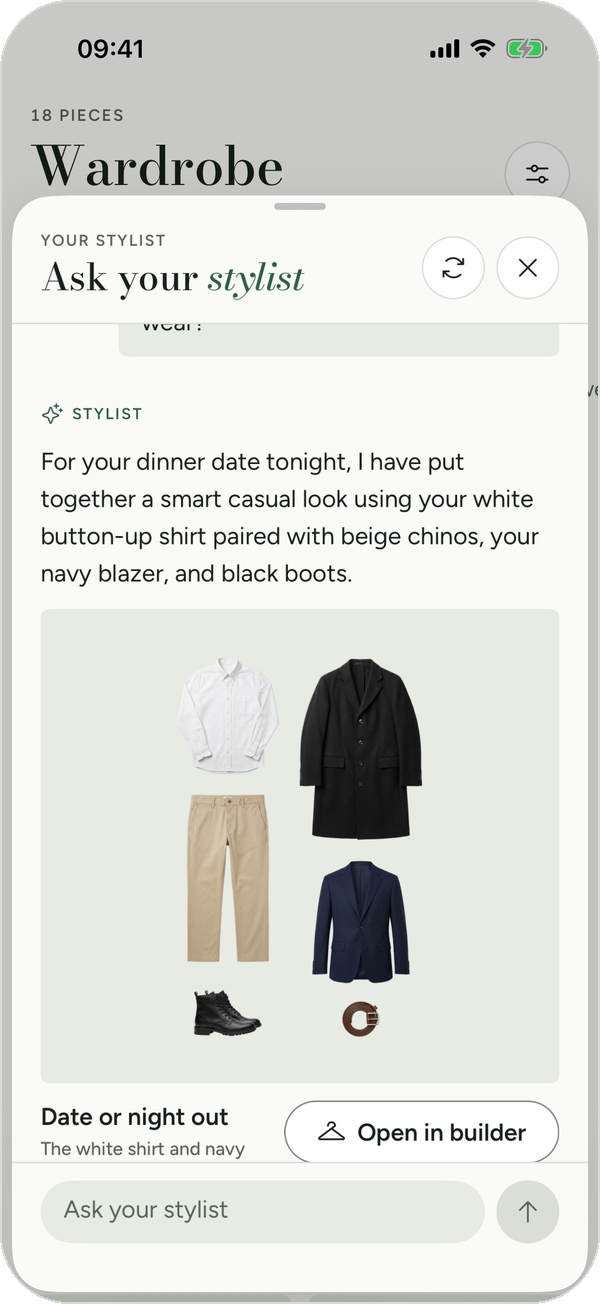 09:41
18 PIECES
Wardrobe
YOUR STYLIST
Ask your stylist
wear?
STYLIST
For your dinner date tonight, I have put
together a smart casual look using your white
button-up shirt paired with beige chinos, your
navy blazer, and black boots.
Date or night out
The white shirt and navy
Open in builder
Ask your stylist